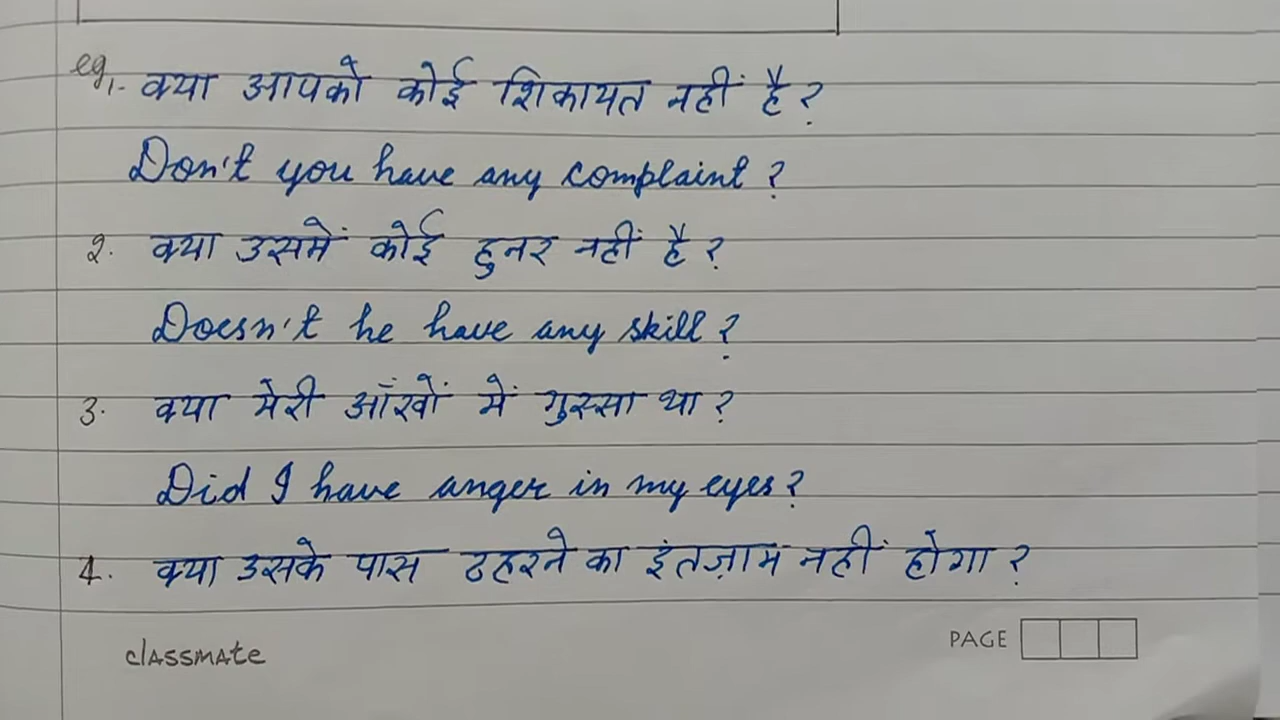 eg 1. क्या आपको कोई शिकायत नहीं है?
Don't you have any complaint?
2. क्या उसमें कोई हुनर नहीं है?
Doesn't he have any skill?
3. क्या मेरी आँखों में गुस्सा था?
Did I have anger in my eyes?
4. क्या उसके पास ठहरने का इंतज़ाम नहीं होगा?
classmate
PAGE